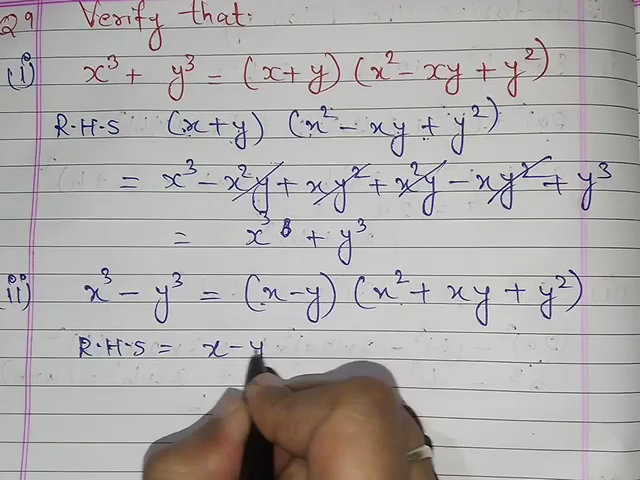 Q9 Verify that:
(i) x³ + y³ = (x+y) (x² - xy + y²)
R.H.S (x+y) (x² - xy + y²)
= x³ - x²y + xy² + x²y - xy² + y³
= x³ + y³
(ii) x³ - y³ = (x-y) (x² + xy + y²)
R.H.S = x-y